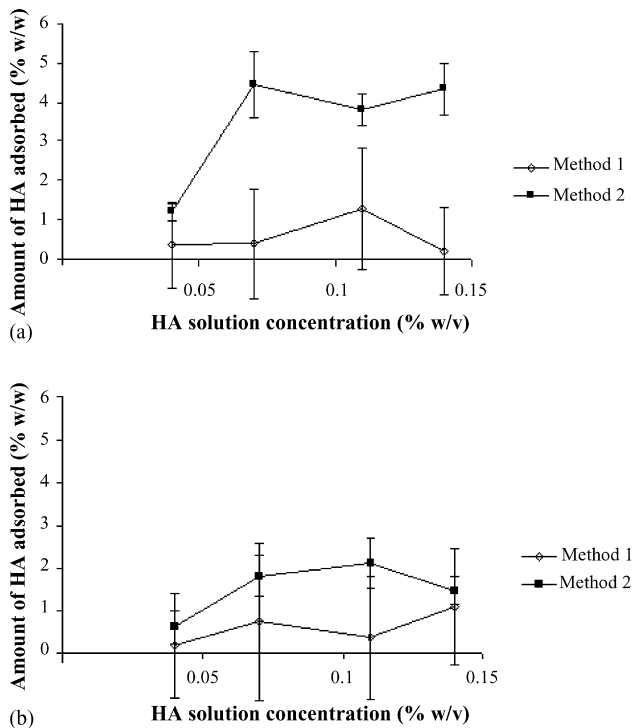 Amount of HA adsorbed (% w/w)
6
5
4
3
2
1
0
0.05
0.1
0.15
HA solution concentration (% w/v)
Method 1
Method 2
(a)
Amount of HA adsorbed (% w/w)
6
5
4
3
2
1
0
0.05
0.1
0.15
HA solution concentration (% w/v)
Method 1
Method 2
(b)